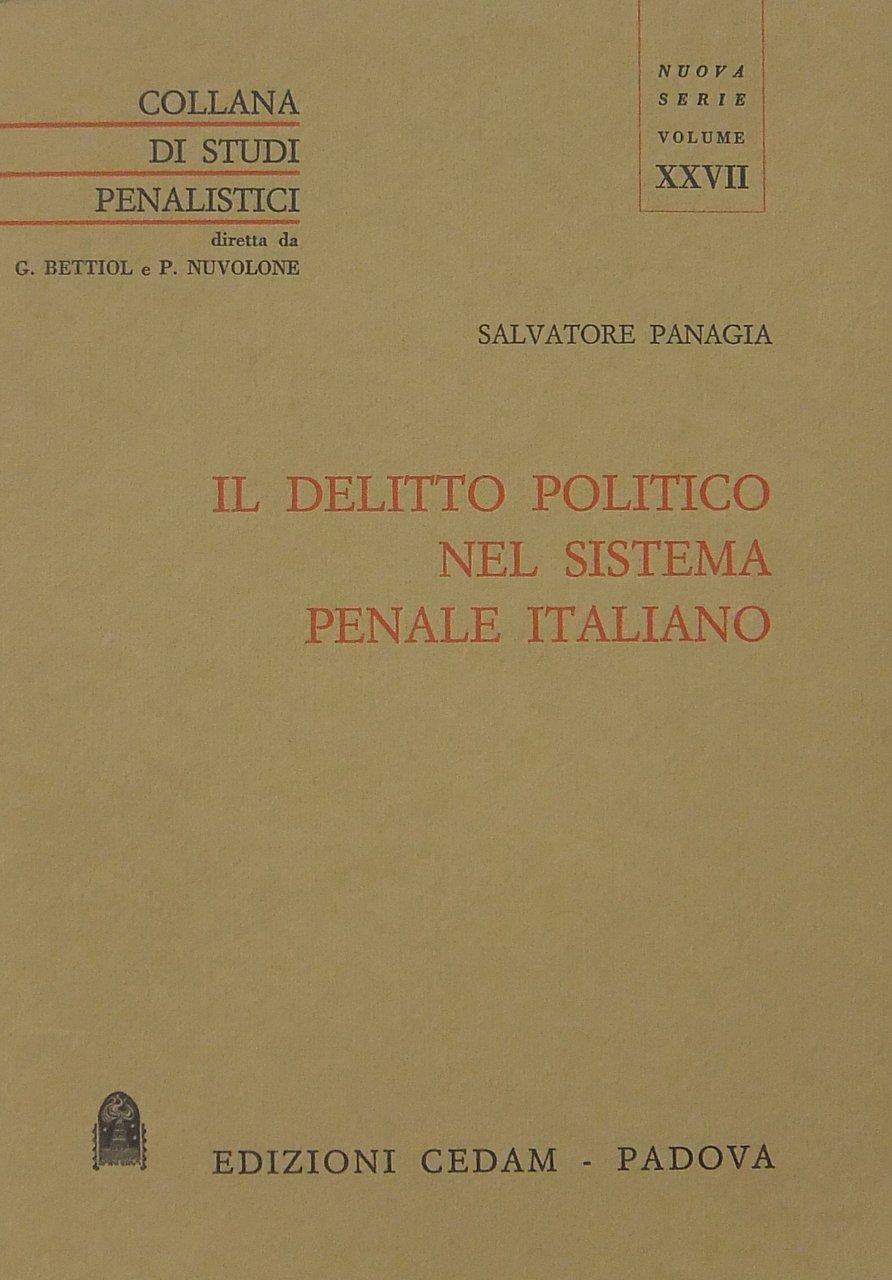 COLLANA
DI STUDI
PENALISTICI
diretta da
G. BETTIOL e P. NUVOLONE
NUOVA
SERIE
VOLUME
XXVII
SALVATORE PANAGIA
IL DELITTO POLITICO
NEL SISTEMA
PENALE ITALIANO
EDIZIONI CEDAM - PADOVA